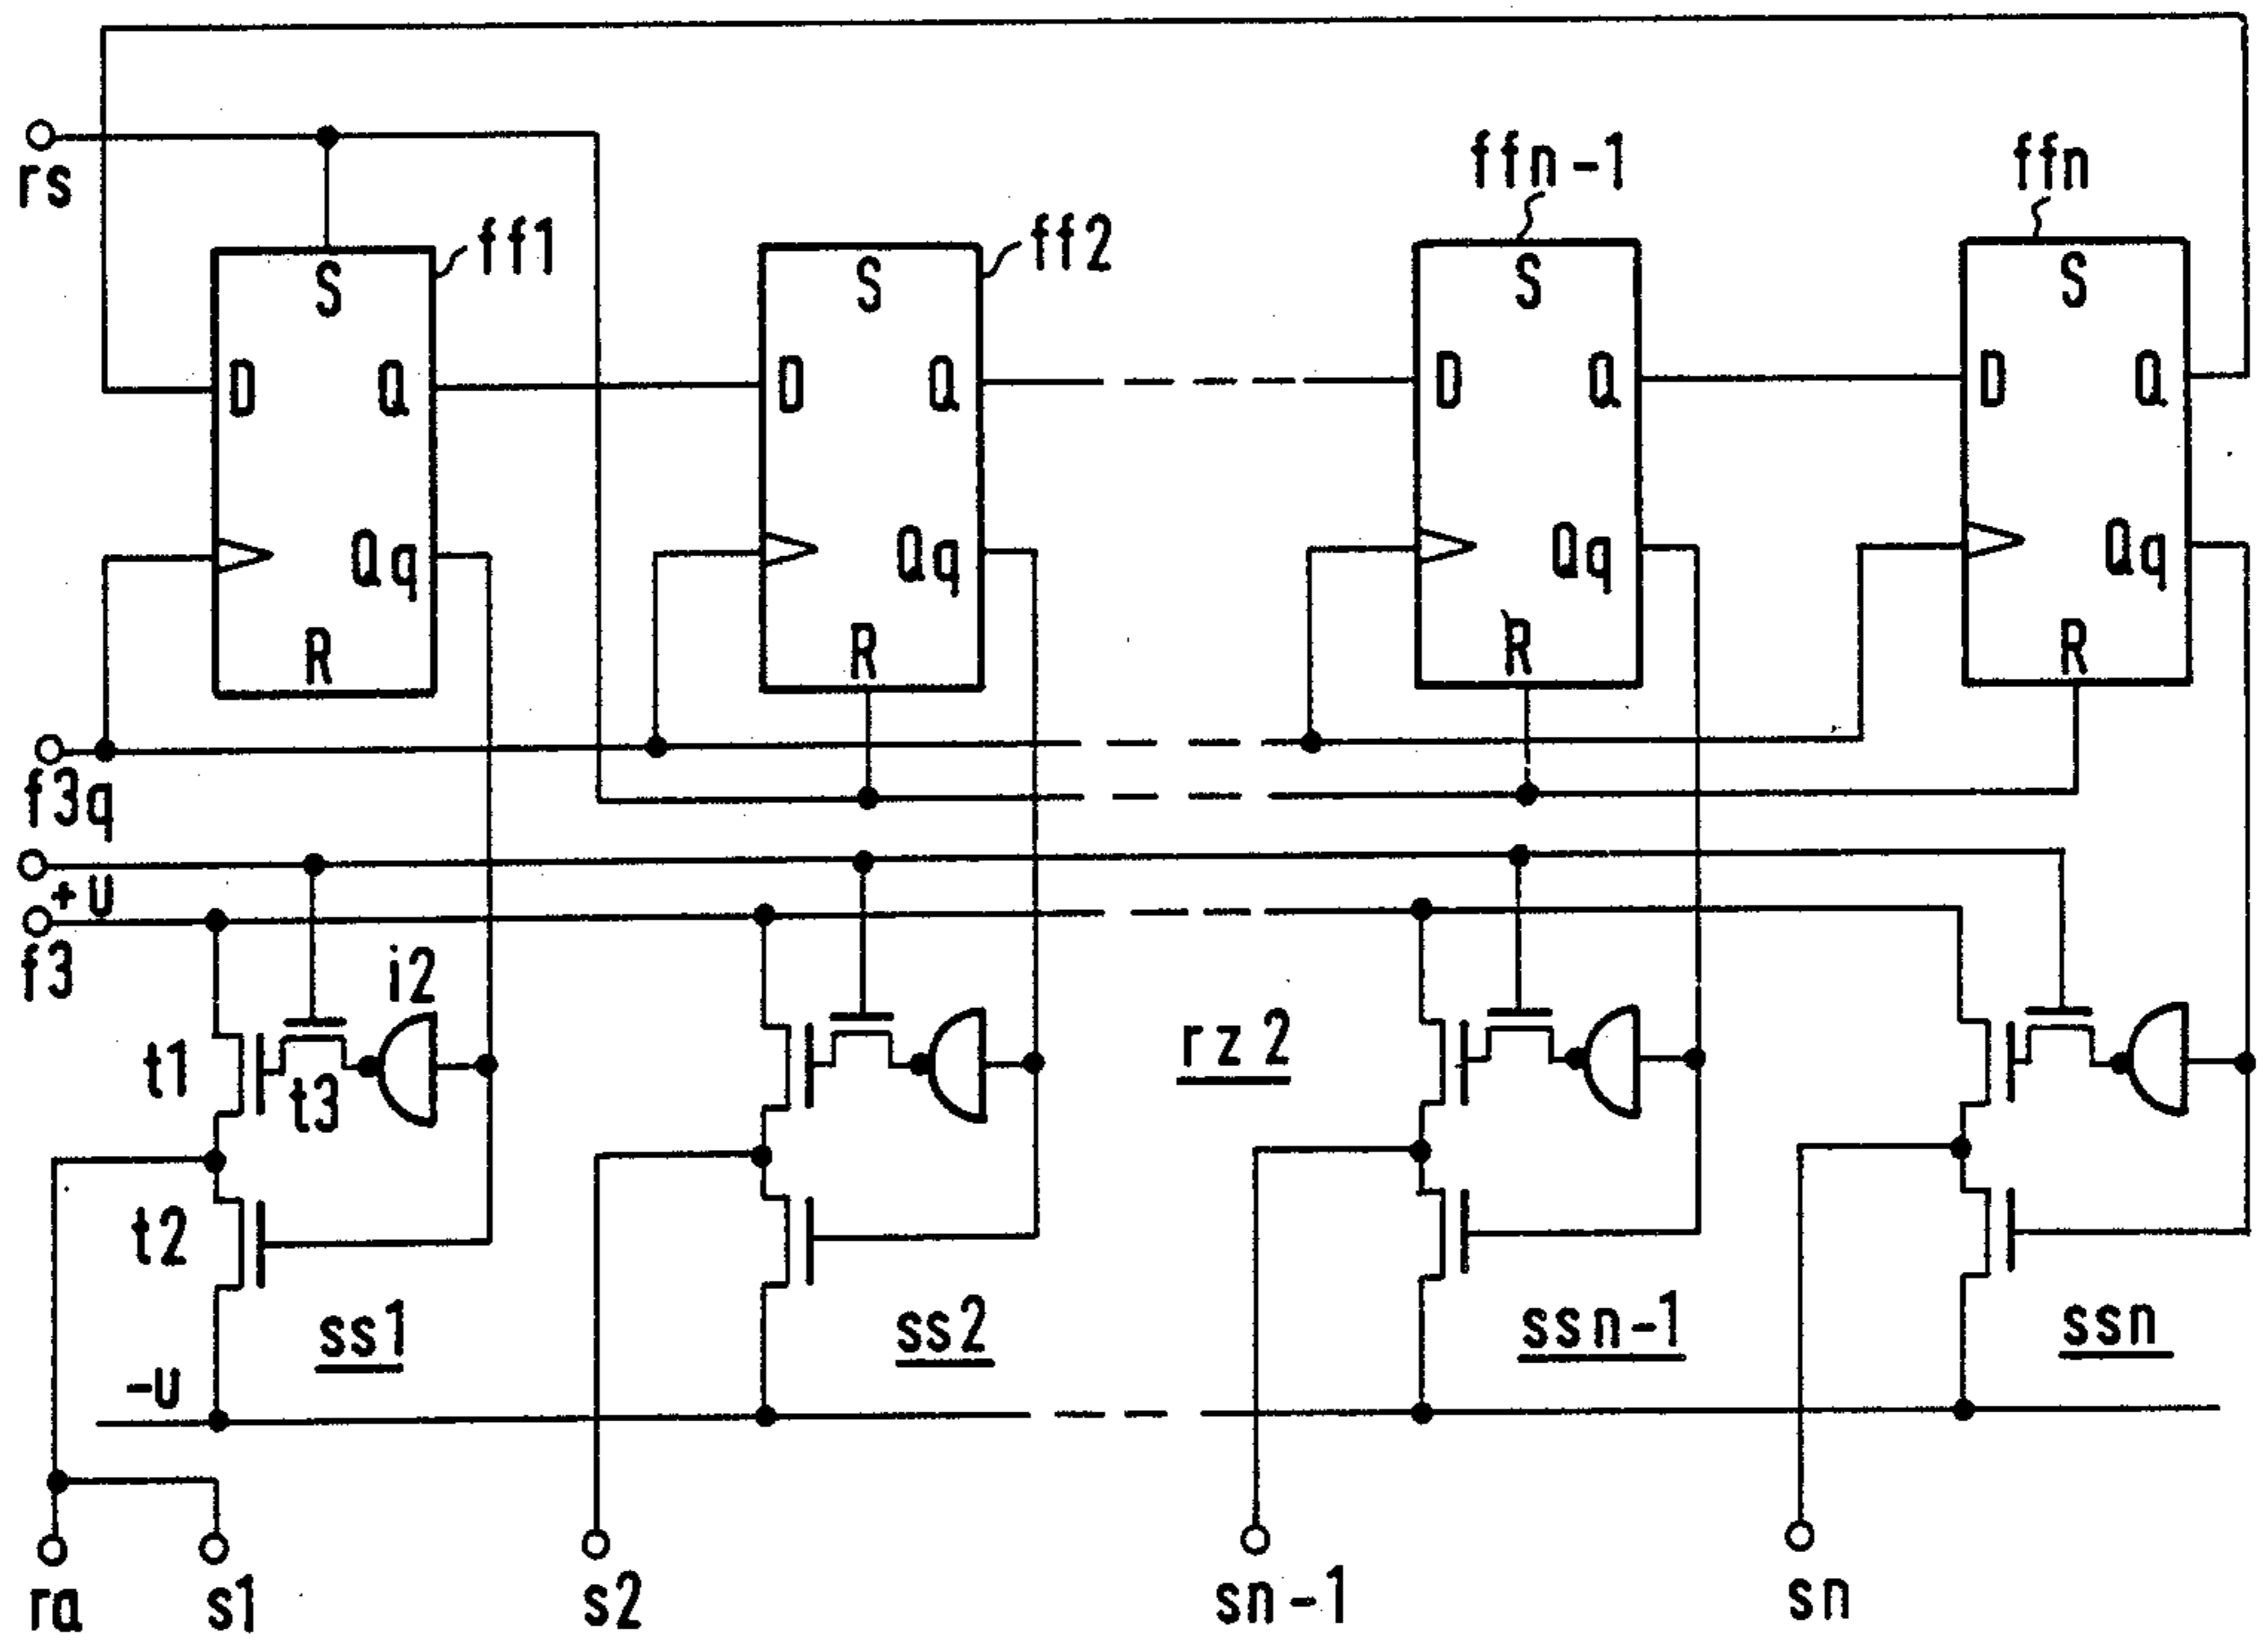 rs
ff1
ff2
ffn-1
ffn
S
S
S
S
D Q
D Q
D Q
D Q
Qq
Qq
Qq
Qq
R
R
R
R
f3q
+u
f3
t1
t3
i2
rz2
t2
ss1
ss2
ssn-1
ssn
-u
ra
s1
s2
sn-1
sn